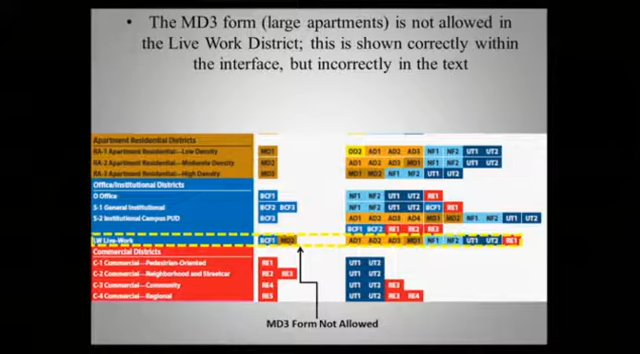 • The MD3 form (large apartments) is not allowed in
the Live Work District; this is shown correctly within
the interface, but incorrectly in the text
Apartment Residential Districts
RA-1 Apartment Residential—Low Density MD1 OD2 AD1 AD2 AD3 NF1 NF2 UT1 UT2
RA-2 Apartment Residential—Moderate Density MD2 AD1 AD2 AD3 MD1 NF1 NF2 UT1 UT2
RA-3 Apartment Residential—High Density MD3 MD1 MD2 NF1 NF2 UT1 UT2
Office/Institutional Districts
O Office BCF1 NF1 NF2 UT1 UT2 RE1
S-1 General Institutional BCF2 BCF3 NF1 NF2 UT1 UT2 BCF1 RE1
S-2 Institutional Campus PUD BCF3 AD1 AD2 AD3 AD4 MD3 MD2 NF1 NF2 UT1 UT2
BCF1 BCF2 RE1 RE2 RE3
LW Live-Work BCF1 MD2 AD1 AD2 AD3 MD1 NF1 NF2 UT1 UT2 RE1
Commercial Districts
C-1 Commercial—Pedestrian-Oriented RE1 UT1 UT2
C-2 Commercial—Neighborhood and Streetcar RE2 RE3 UT1 UT2
C-3 Commercial—Community RE4 UT1 UT2 RE3
C-4 Commercial—Regional RE5 UT1 UT2 RE3 RE4
MD3 Form Not Allowed